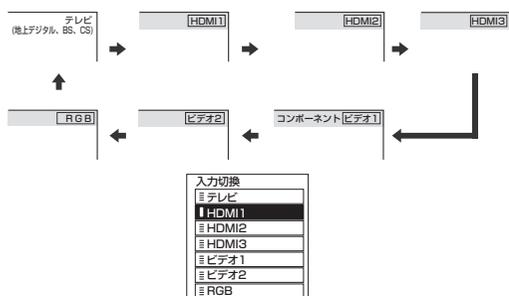 テレビ
(地上デジタル、BS、CS)
HDMI1
HDMI2
HDMI3
RGB
ビデオ2
コンポーネント ビデオ1
入力切換
テレビ
HDMI1
HDMI2
HDMI3
ビデオ1
ビデオ2
RGB